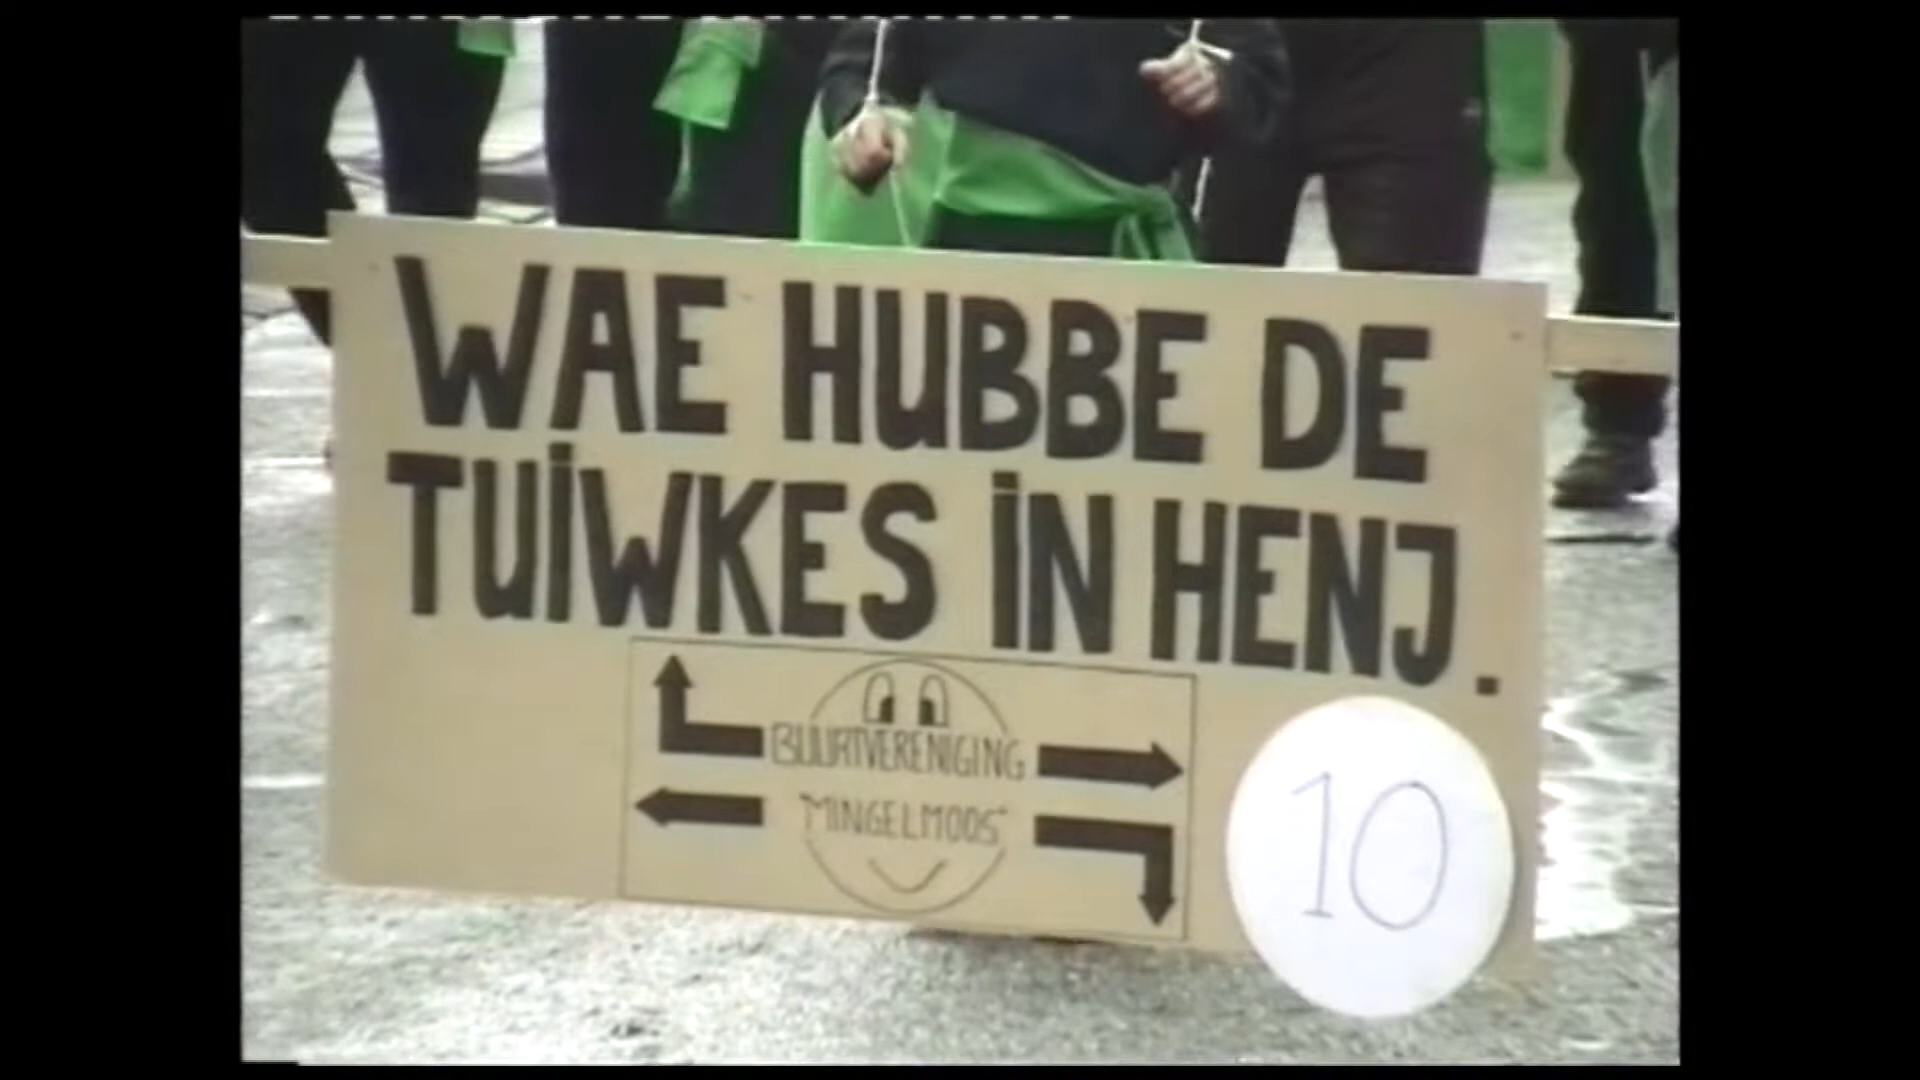 WAE HUBBE DE
TUiWKES iN HENJ.
BUURTVERENIGING
"MINGELMOOS"
10